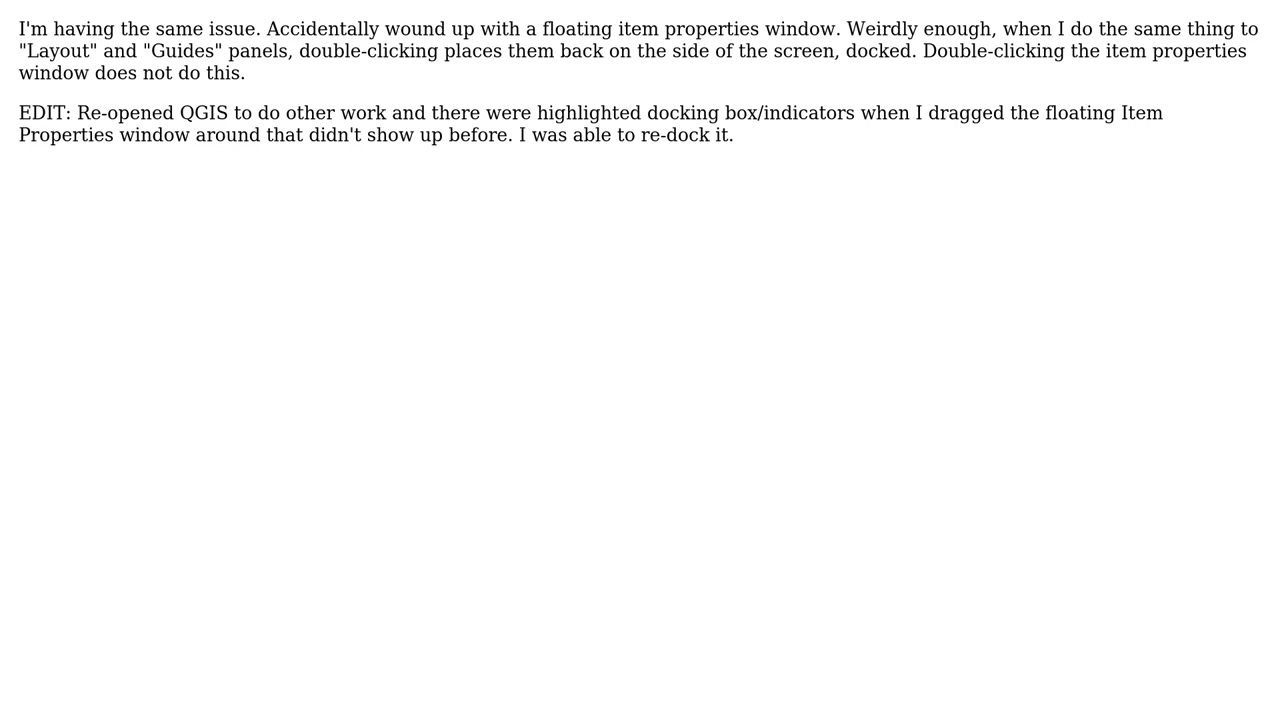 I'm having the same issue. Accidentally wound up with a floating item properties window. Weirdly enough, when I do the same thing to
"Layout" and "Guides" panels, double-clicking places them back on the side of the screen, docked. Double-clicking the item properties
window does not do this.
EDIT: Re-opened QGIS to do other work and there were highlighted docking box/indicators when I dragged the floating Item
Properties window around that didn't show up before. I was able to re-dock it.